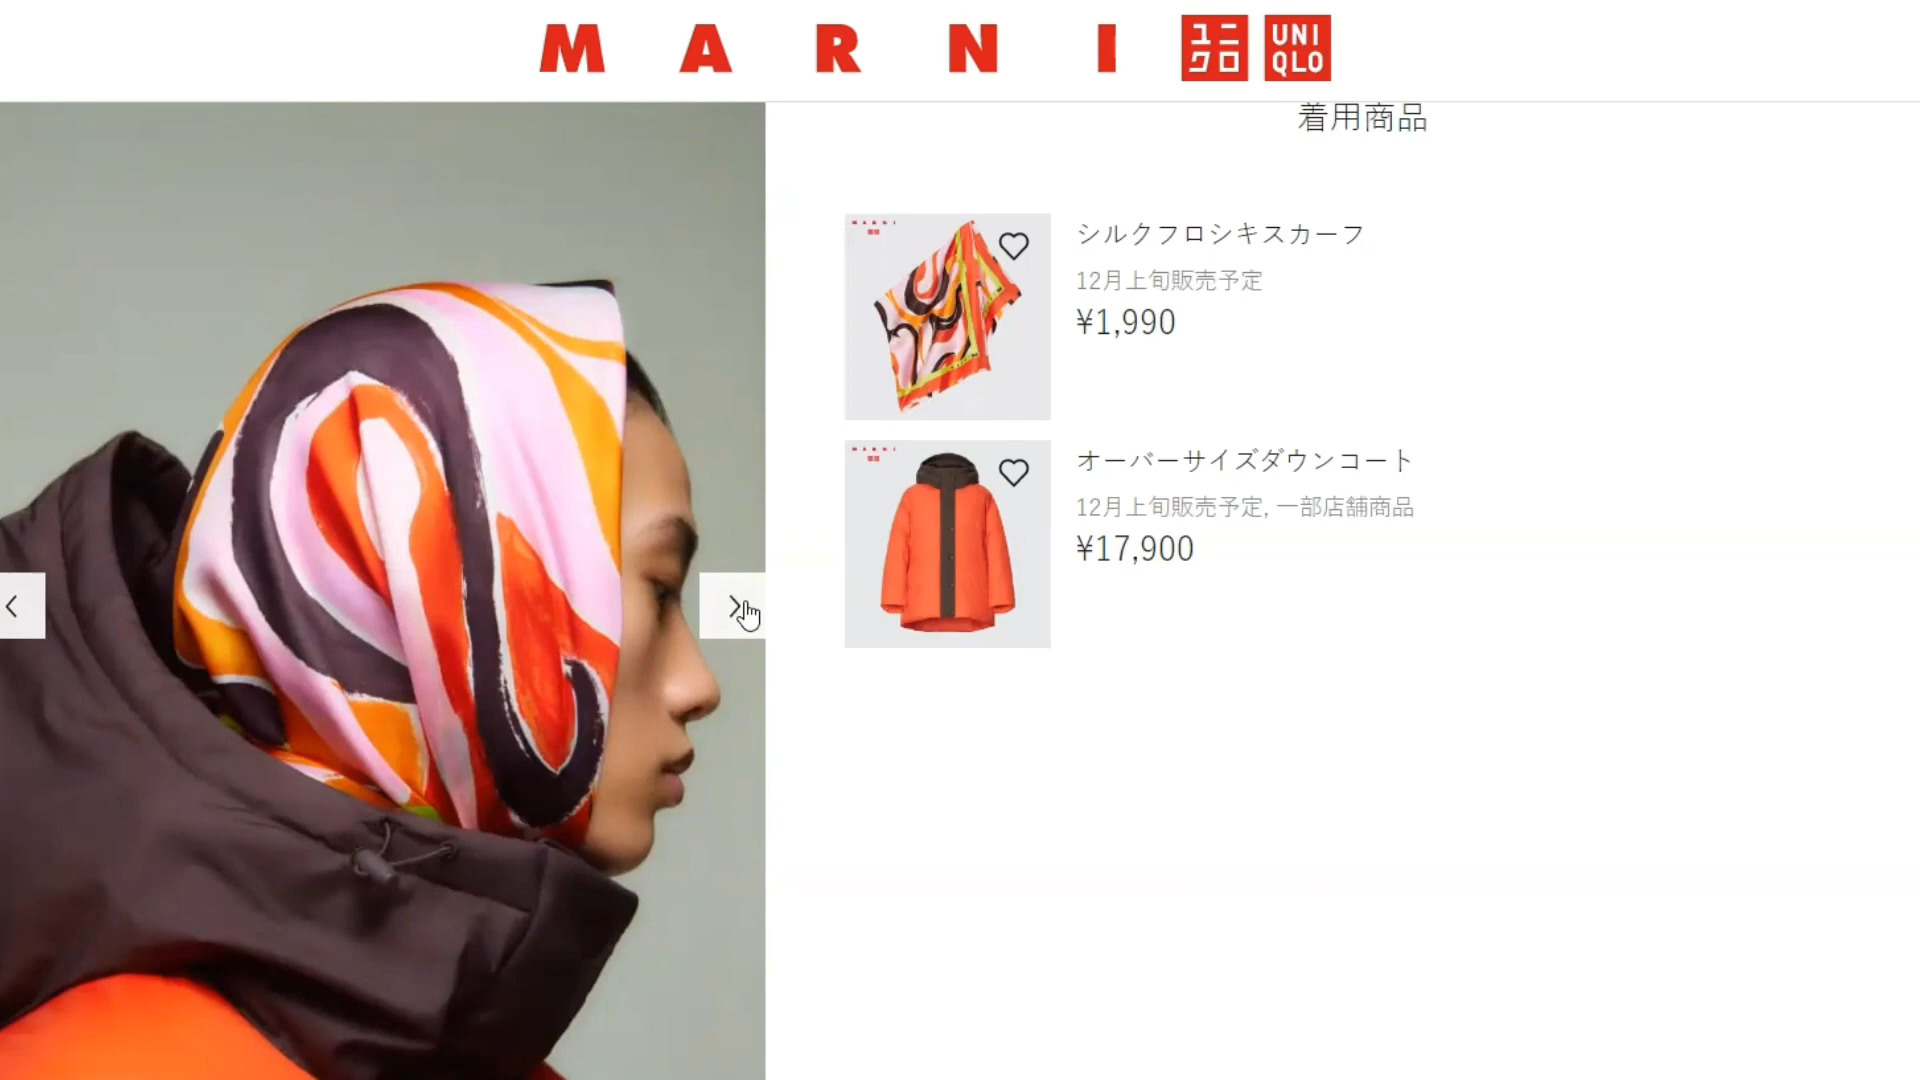 MARNI ユニクロ UNIQLO
着用商品
MARNI
シルクフロシキスカーフ
12月上旬販売予定
¥1,990
MARNI
オーバーサイズダウンコート
12月上旬販売予定, 一部店舗商品
¥17,900